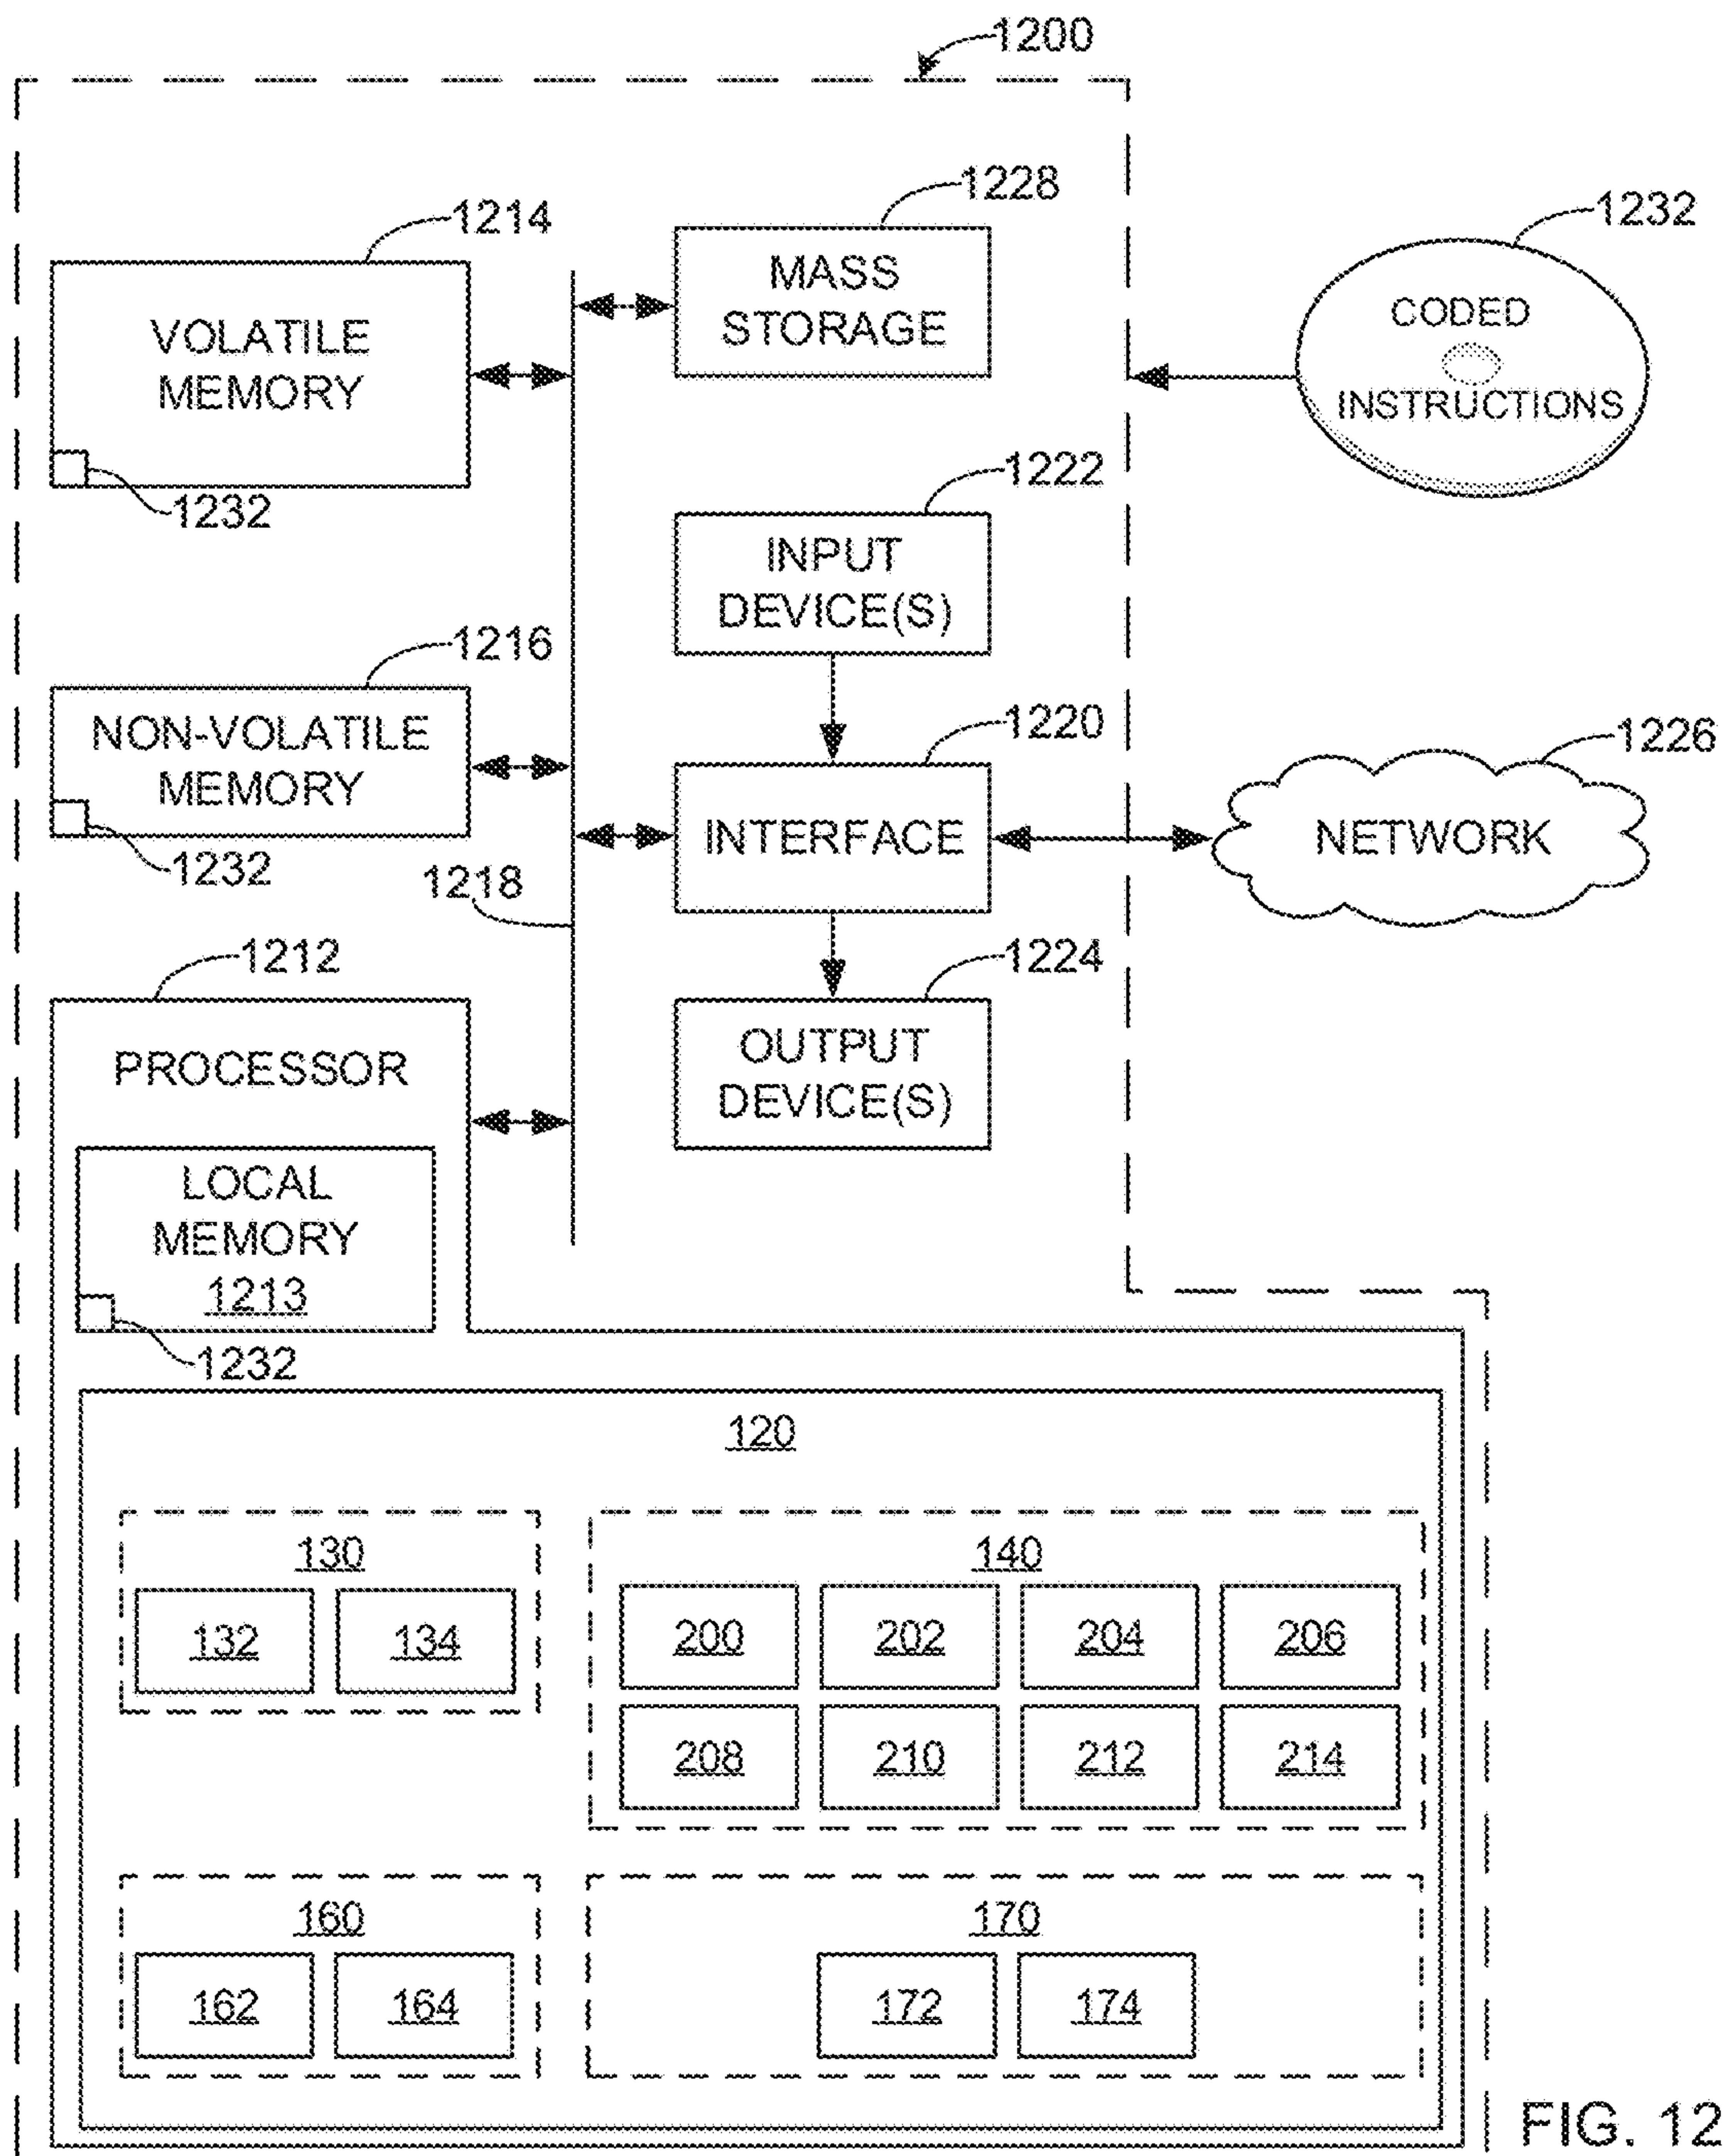 1200
1228
1214
1232
MASS
STORAGE
VOLATILE
MEMORY
CODED
INSTRUCTIONS
1232
1222
INPUT
DEVICE(S)
1216
1220
1226
NON-VOLATILE
MEMORY
INTERFACE
NETWORK
1232
1218
1212
1224
PROCESSOR
OUTPUT
DEVICE(S)
LOCAL
MEMORY
1213
1232
120
130
140
132 134
200 202 204 206
208 210 212 214
160
170
162 164
172 174
FIG. 12